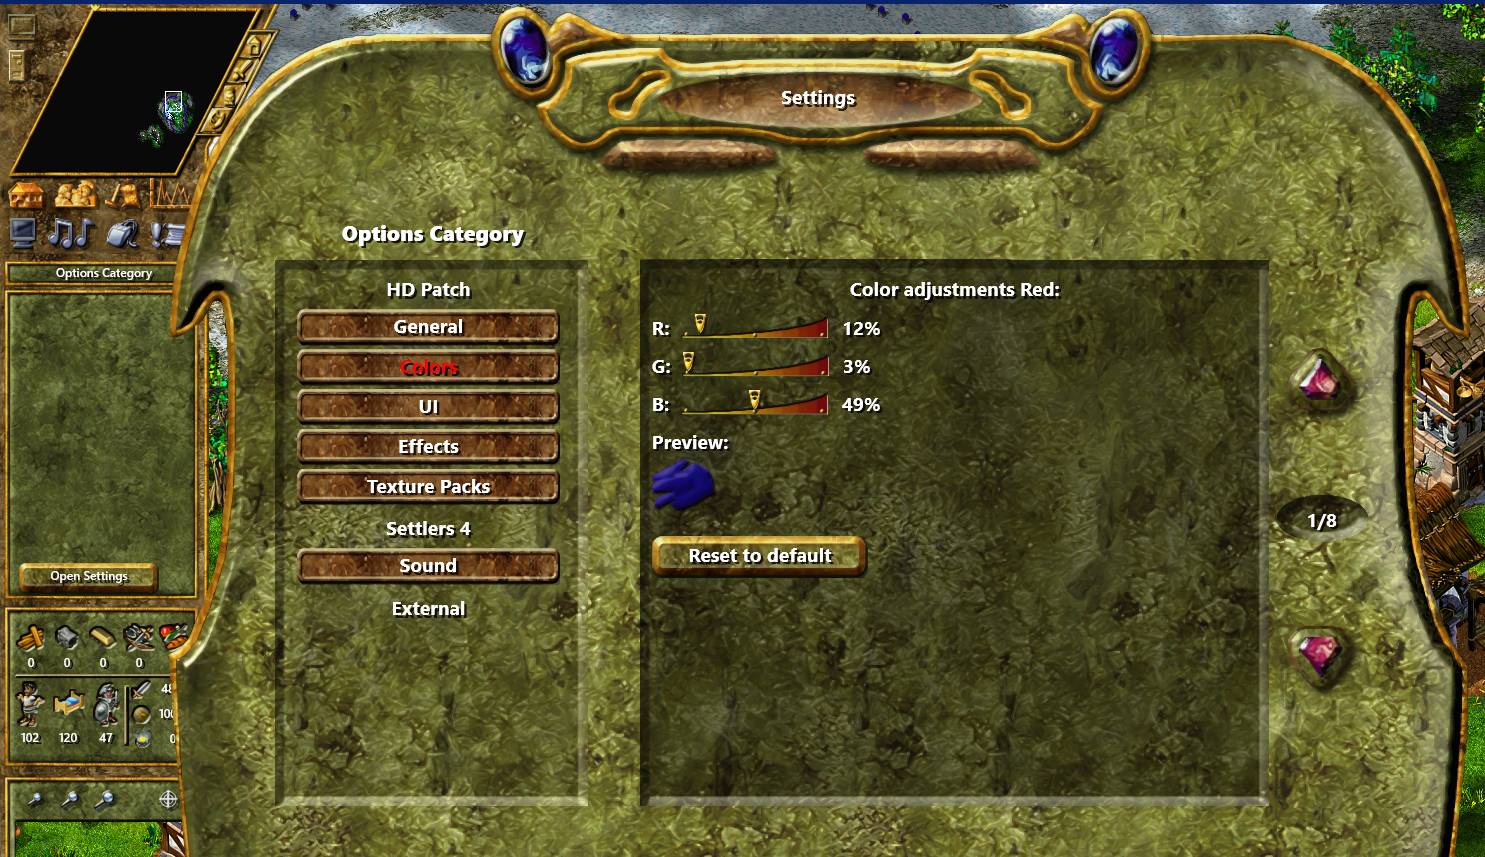 Settings
Options Category
Options Category
HD Patch
General
Colors
UI
Effects
Texture Packs
Settlers 4
Sound
External
Color adjustments Red:
R: 12%
G: 3%
B: 49%
Preview:
Reset to default
1/8
Open Settings
0 0 0 0
102 120 47
0